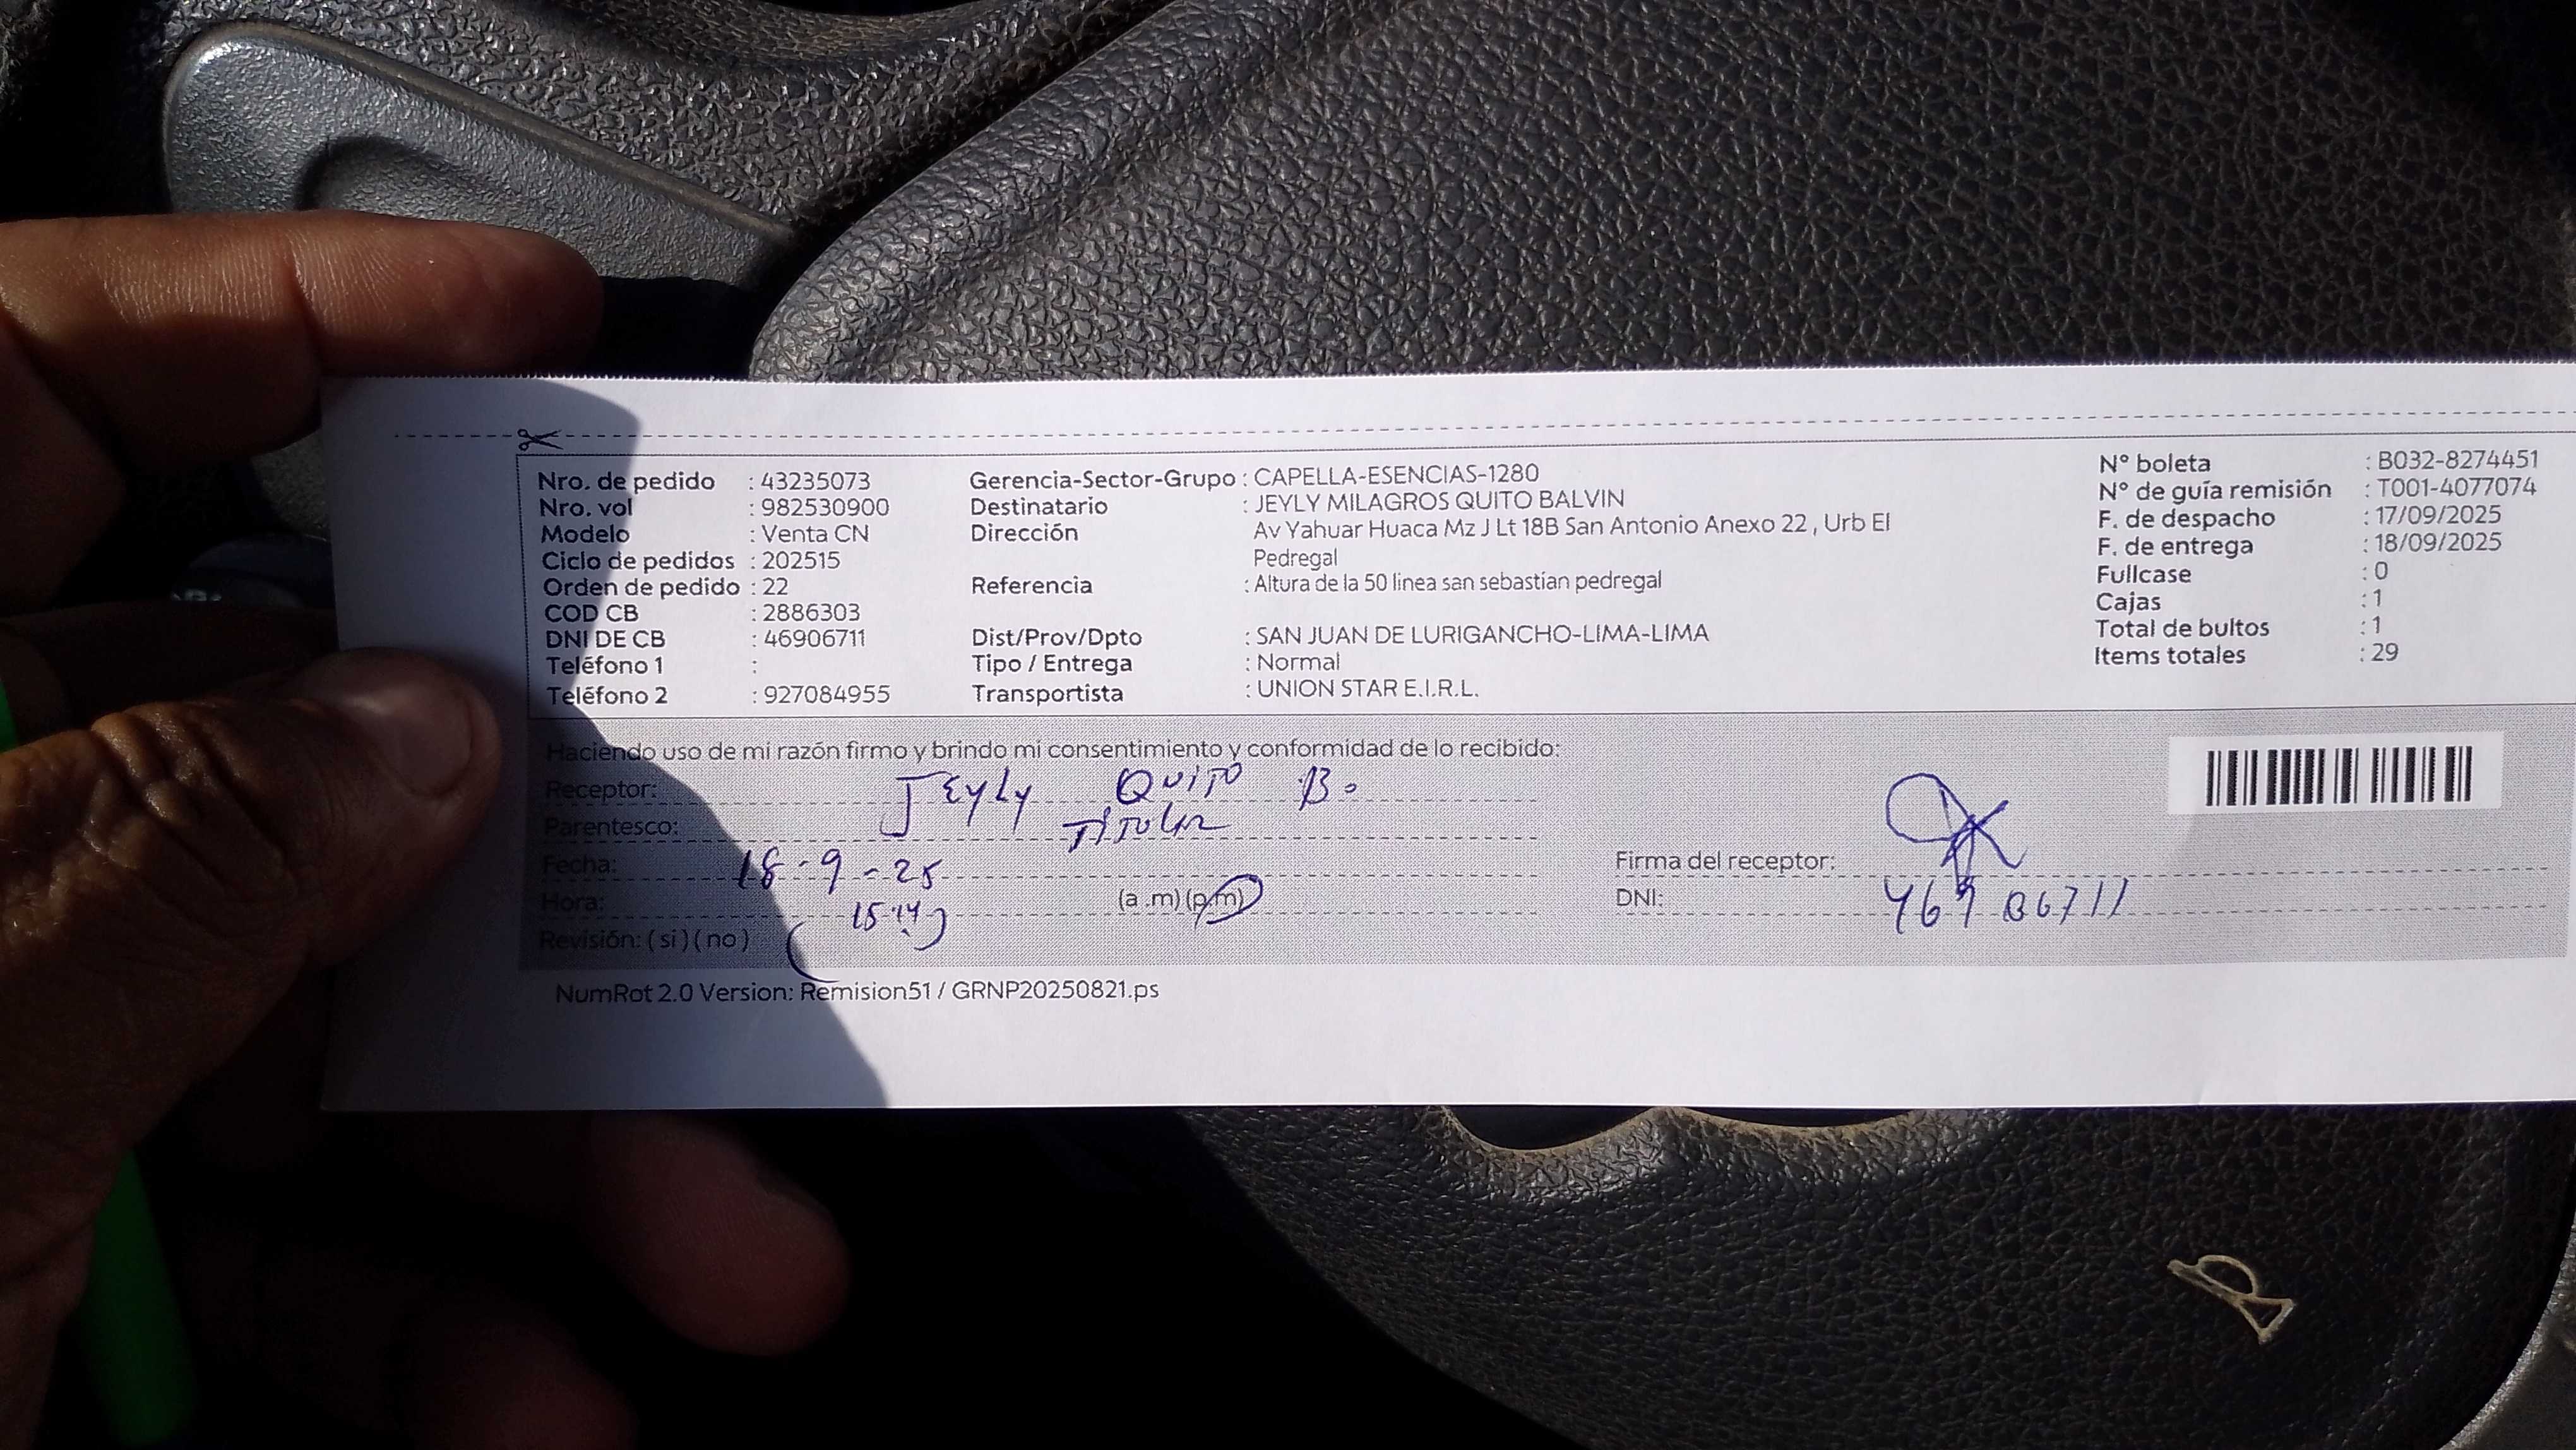 Nro. de pedido : 43235073
Nro. vol : 982530900
Modelo : Venta CN
Ciclo de pedidos : 202515
Orden de pedido : 22
COD CB : 2886303
DNI DE CB : 46906711
Teléfono 1 :
Teléfono 2 : 927084955
Gerencia-Sector-Grupo : CAPELLA-ESENCIAS-1280
Destinatario : JEYLY MILAGROS QUITO BALVIN
Dirección Av Yahuar Huaca Mz J Lt 18B San Antonio Anexo 22 , Urb El
Pedregal
Referencia : Altura de la 50 linea san sebastian pedregal
Dist/Prov/Dpto : SAN JUAN DE LURIGANCHO-LIMA-LIMA
Tipo / Entrega : Normal
Transportista : UNION STAR E.I.R.L.
N° boleta : B032-8274451
N° de guía remisión : T001-4077074
F. de despacho : 17/09/2025
F. de entrega : 18/09/2025
Fullcase : 0
Cajas : 1
Total de bultos : 1
Items totales : 29
Haciendo uso de mi razón firmo y brindo mi consentimiento y conformidad de lo recibido:
Receptor: JEyLy QUITO B.
Parentesco: TITULAR
Fecha: 18-9-25
Hora: 15:14 (a .m) (p.m)
Revisión: ( si ) ( no )
Firma del receptor:
DNI: 46906711
NumRot 2.0 Version: Remision51 / GRNP20250821.ps